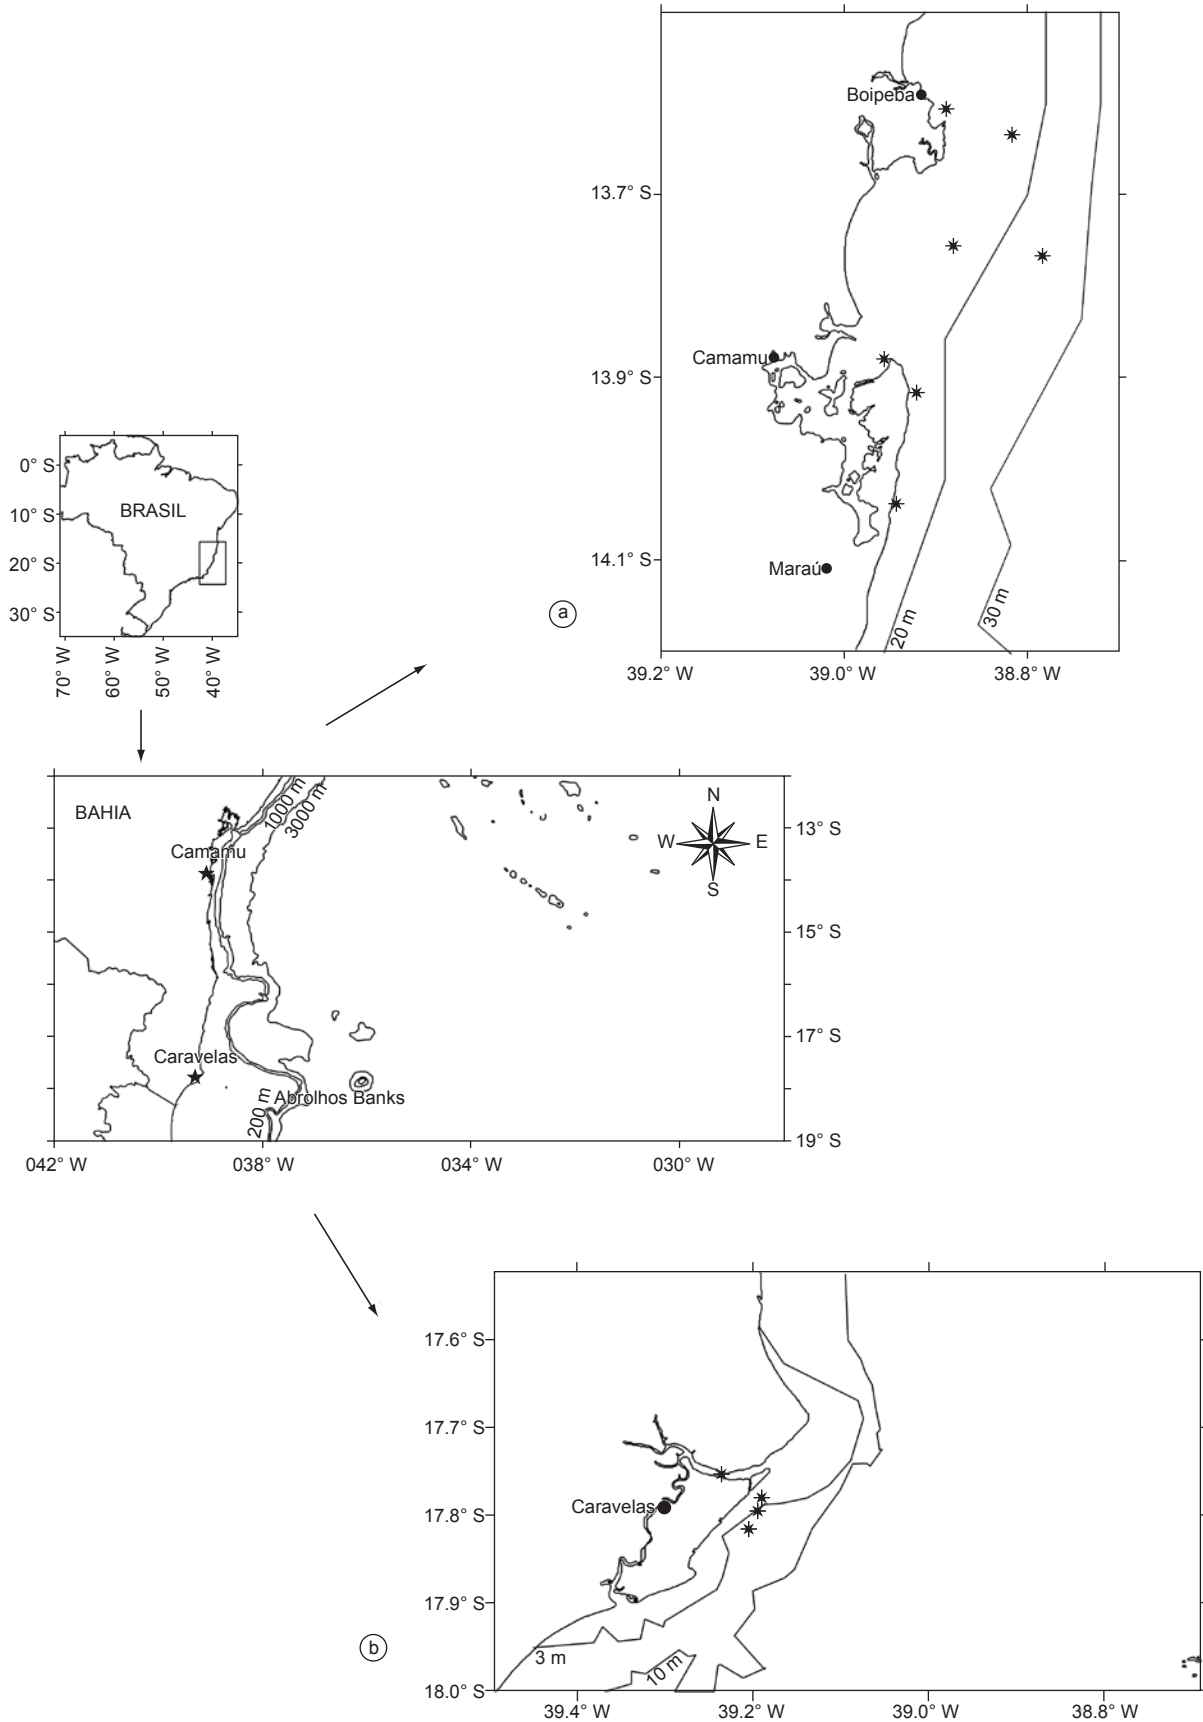 Boipeba
13.7° S
Camamu
13.9° S
14.1° S
Maraú
20 m
30 m
a
39.2° W
39.0° W
38.8° W
0° S
BRASIL
10° S
20° S
30° S
70° W
60° W
50° W
40° W
BAHIA
1000 m
3000 m
N
W
E
S
13° S
Camamu
15° S
17° S
Caravelas
200 m
Abrolhos Banks
19° S
042° W
038° W
034° W
030° W
17.6° S
17.7° S
Caravelas
17.8° S
17.9° S
b
3 m
10 m
18.0° S
39.4° W
39.2° W
39.0° W
38.8° W